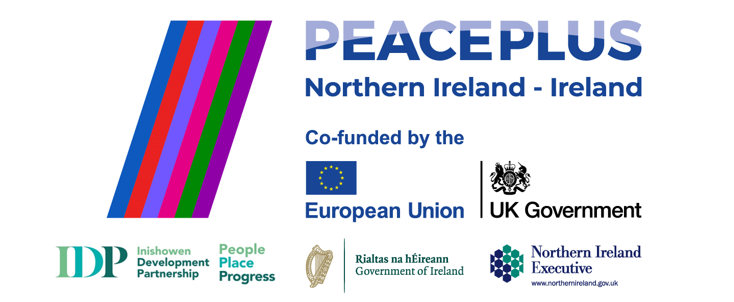 PEACEPLUS
Northern Ireland - Ireland
Co-funded by the
European Union
UK Government
IDP
Inishowen
Development
Partnership
People
Place
Progress
Rialtas na hÉireann
Government of Ireland
Northern Ireland
Executive
www.northernireland.gov.uk